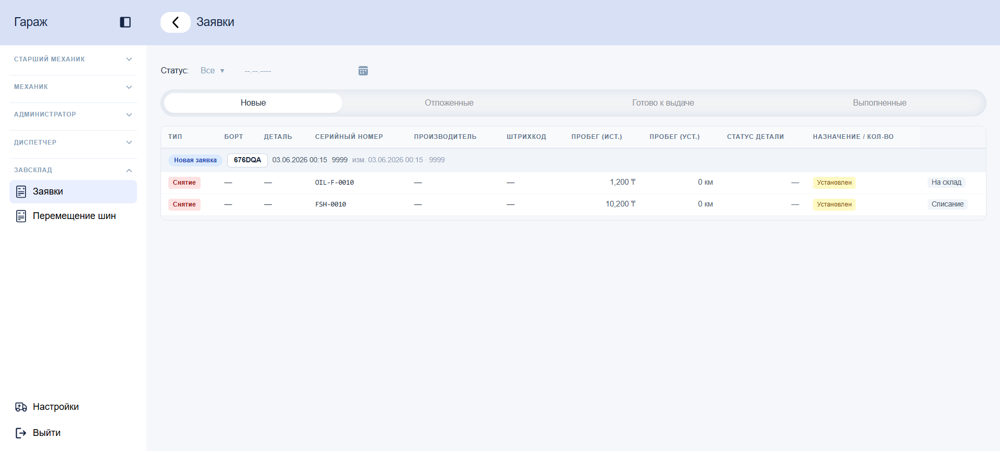 Гараж
Заявки
СТАРШИЙ МЕХАНИК
МЕХАНИК
АДМИНИСТРАТОР
ДИСПЕТЧЕР
ЗАВСКЛАД
Заявки
Перемещение шин
Настройки
Выйти
Статус: Все ▼ --.--.----
Новые Отложенные Готово к выдаче Выполненные
ТИП БОРТ ДЕТАЛЬ СЕРИЙНЫЙ НОМЕР ПРОИЗВОДИТЕЛЬ ШТРИХКОД ПРОБЕГ (ИСТ.) ПРОБЕГ (УСТ.) СТАТУС ДЕТАЛИ НАЗНАЧЕНИЕ / КОЛ-ВО
Новая заявка 676DQA 03.06.2026 00:15 9999 изм. 03.06.2026 00:15 · 9999
Снятие — — OIL-F-0010 — — 1,200 ₸ 0 км — Установлен На склад
Снятие — — FSH-0010 — — 10,200 ₸ 0 км — Установлен Списание